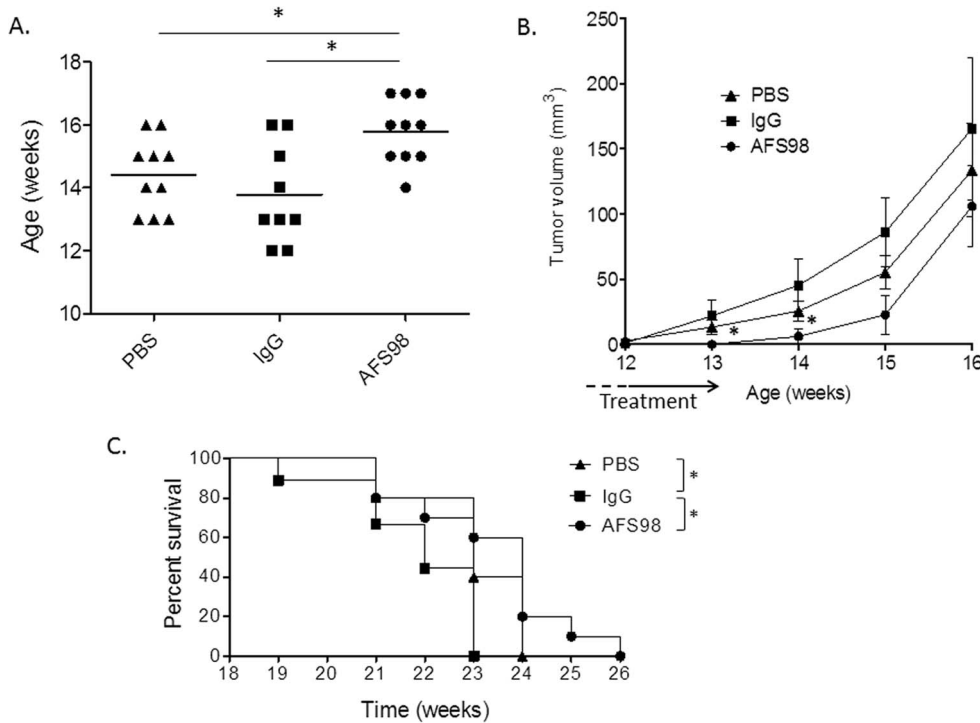 A.
*
*
Age (weeks)
18
16
14
12
10
PBS
IgG
AFS98
B.
Tumor volume (mm³)
250
200
150
100
50
0
PBS
IgG
AFS98
*
*
12 13 14 15 16
Treatment
Age (weeks)
C.
Percent survival
100
80
60
40
20
0
18 19 20 21 22 23 24 25 26
Time (weeks)
PBS
IgG
AFS98
*
*